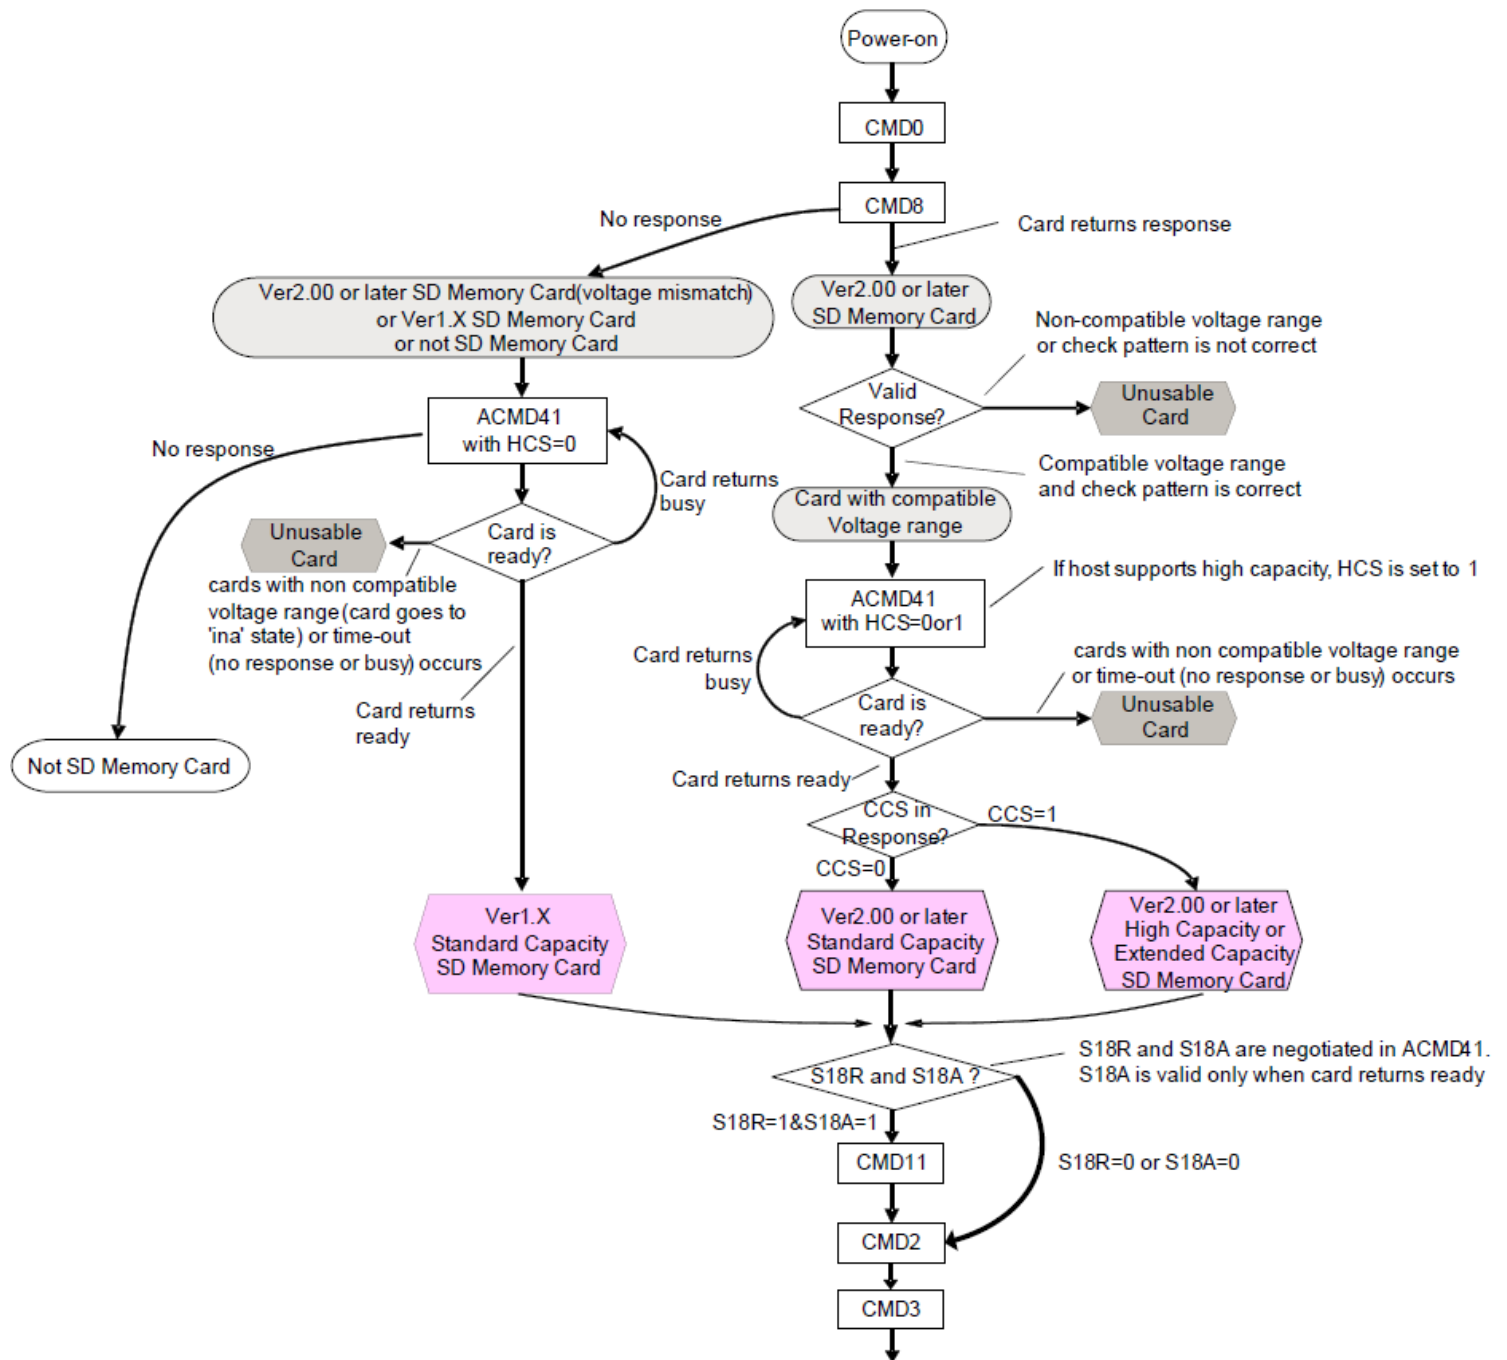 Power-on
CMD0
CMD8
No response
Card returns response
Ver2.00 or later SD Memory Card(voltage mismatch)
or Ver1.X SD Memory Card
or not SD Memory Card
Ver2.00 or later
SD Memory Card
Non-compatible voltage range
or check pattern is not correct
Valid
Response?
Unusable
Card
ACMD41
with HCS=0
No response
Card returns
busy
Compatible voltage range
and check pattern is correct
Card with compatible
Voltage range
Unusable
Card
Card is
ready?
cards with non compatible
voltage range (card goes to
'ina' state) or time-out
(no response or busy) occurs
If host supports high capacity, HCS is set to 1
ACMD41
with HCS=0or1
Card returns
busy
cards with non compatible voltage range
or time-out (no response or busy) occurs
Card is
ready?
Unusable
Card
Card returns
ready
Not SD Memory Card
Card returns ready
CCS in
Response?
CCS=1
CCS=0
Ver1.X
Standard Capacity
SD Memory Card
Ver2.00 or later
Standard Capacity
SD Memory Card
Ver2.00 or later
High Capacity or
Extended Capacity
SD Memory Card
S18R and S18A ?
S18R and S18A are negotiated in ACMD41.
S18A is valid only when card returns ready
S18R=1&S18A=1
S18R=0 or S18A=0
CMD11
CMD2
CMD3